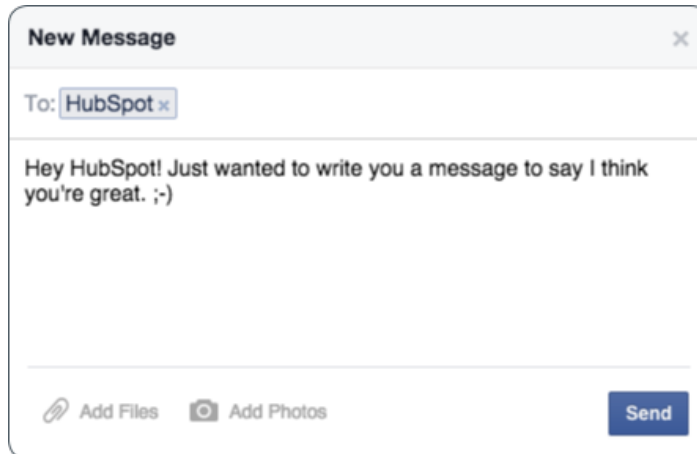 New Message
To: HubSpot
Hey HubSpot! Just wanted to write you a message to say I think
you're great. ;-)
Add Files Add Photos Send